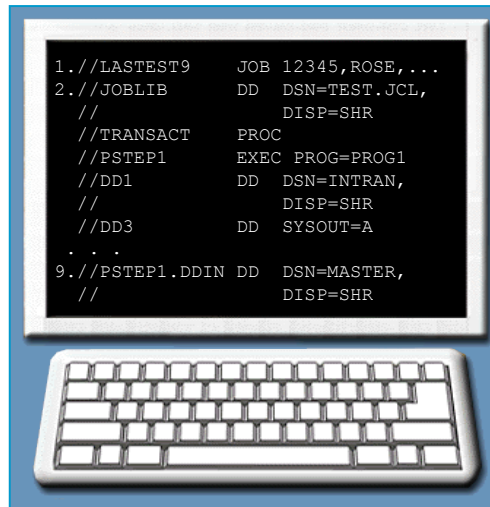 1.//LASTEST9    JOB 12345,ROSE,...
2.//JOBLIB      DD  DSN=TEST.JCL,
  //                DISP=SHR
  //TRANSACT    PROC
  //PSTEP1      EXEC PROG=PROG1
  //DD1         DD  DSN=INTRAN,
  //                DISP=SHR
  //DD3         DD  SYSOUT=A
 . . .
9.//PSTEP1.DDIN DD  DSN=MASTER,
  //                DISP=SHR